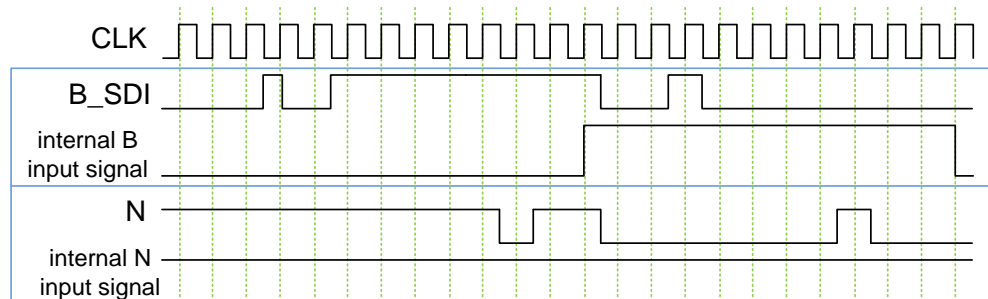 CLK
B_SDI
internal B
input signal
N
internal N
input signal